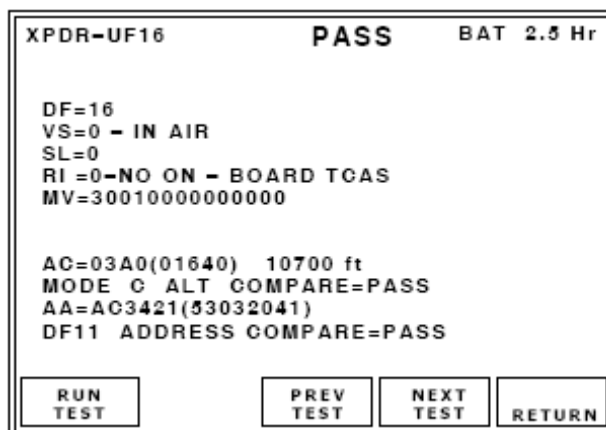 XPDR-UF16 PASS BAT 2.5 Hr
DF=16
VS=0 - IN AIR
SL=0
RI =0-NO ON - BOARD TCAS
MV=30010000000000
AC=03A0(01640) 10700 ft
MODE C ALT COMPARE=PASS
AA=AC3421(53032041)
DF11 ADDRESS COMPARE=PASS
RUN TEST
PREV TEST
NEXT TEST
RETURN